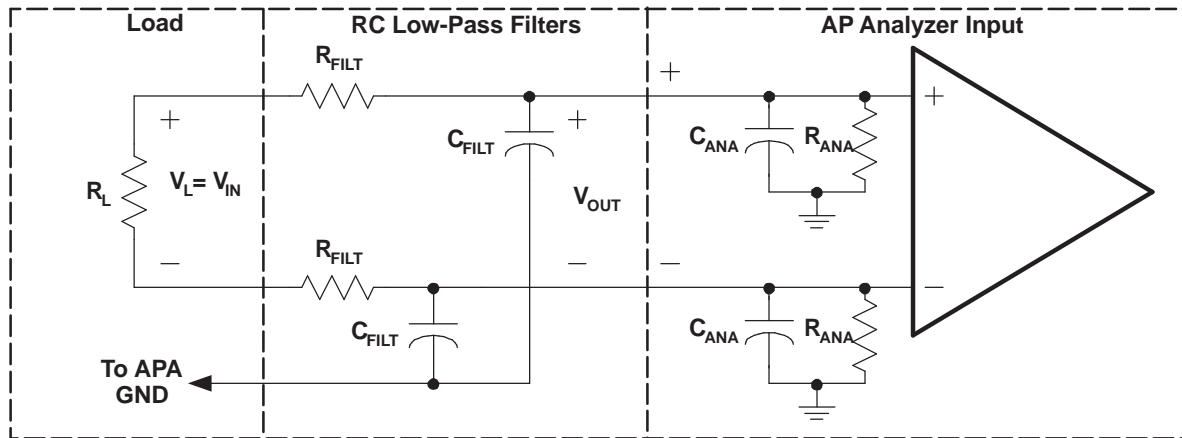 Load
RC Low-Pass Filters
AP Analyzer Input
R_FILT
+
+
+
+
C_FILT
C_ANA
R_ANA
R_L
V_L= V_IN
V_OUT
R_FILT
−
−
−
−
C_FILT
C_ANA
R_ANA
To APA
GND